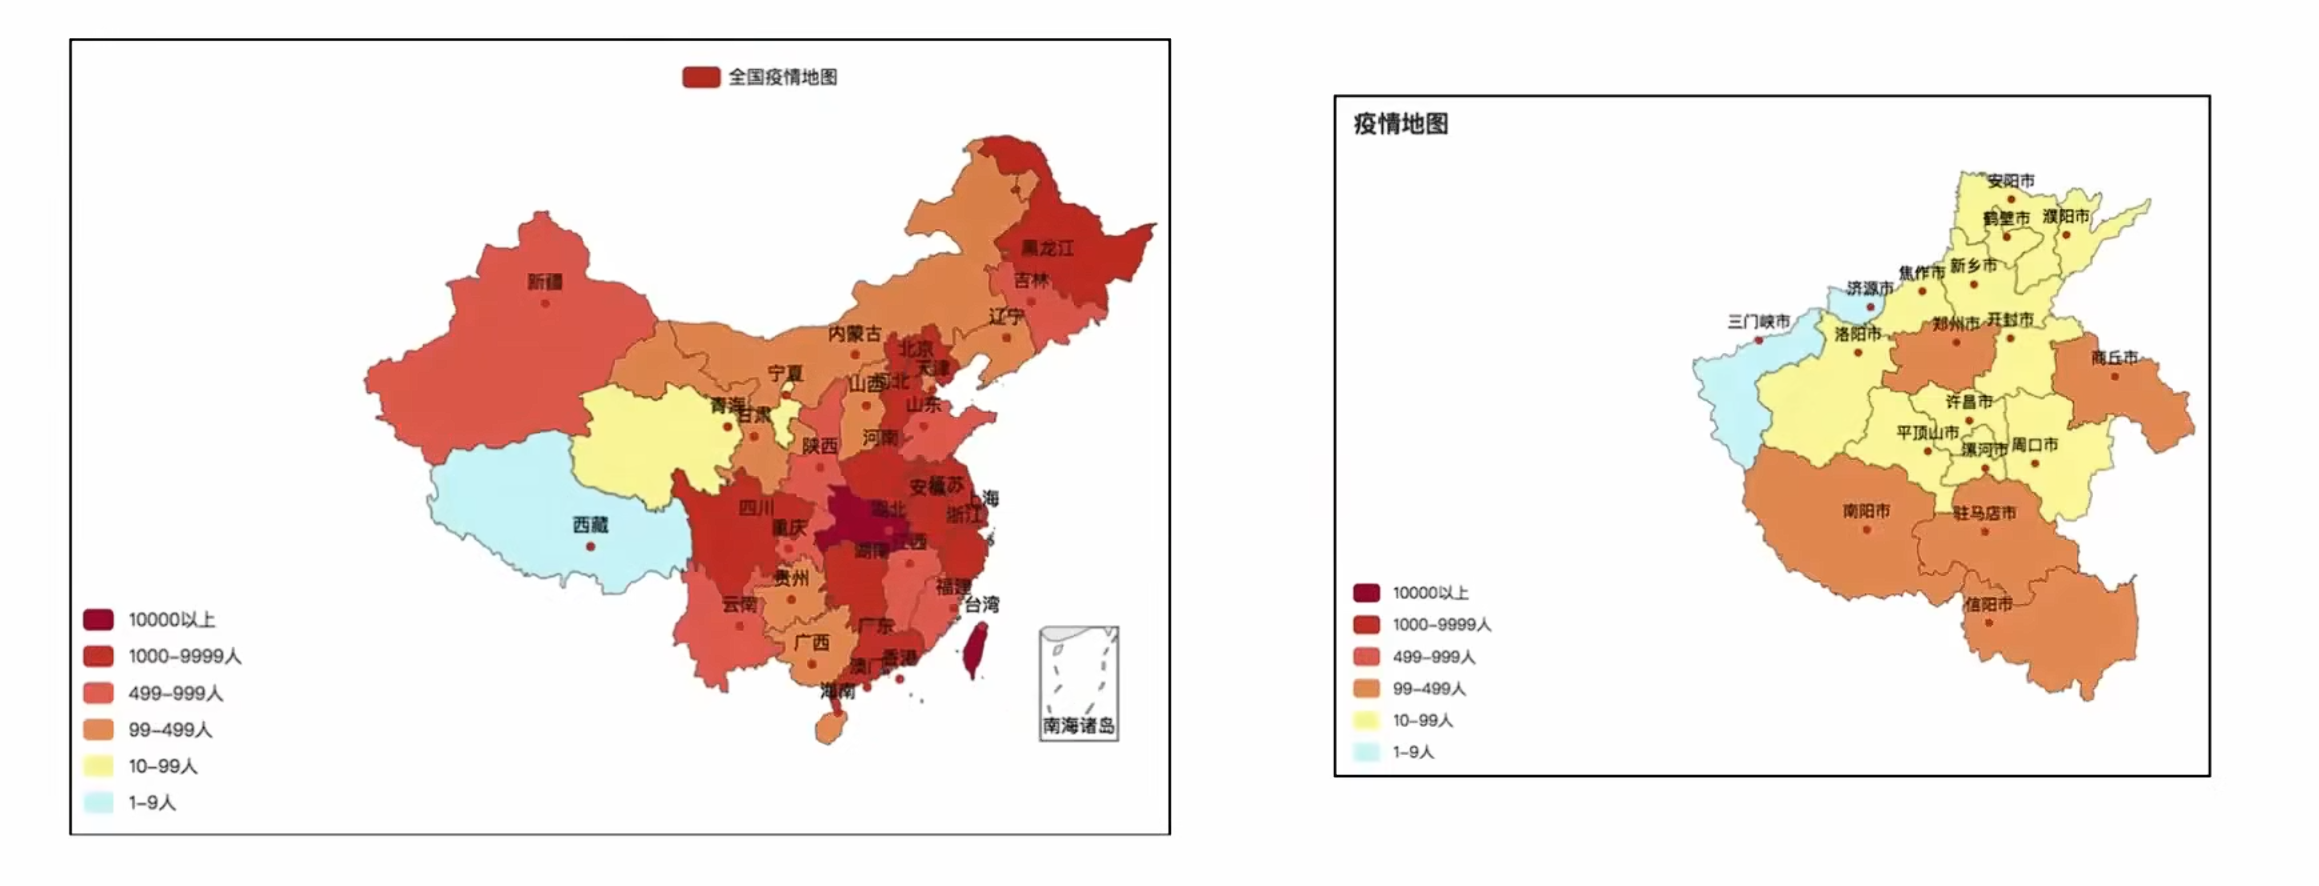 全国疫情地图
黑龙江
吉林
新疆
辽宁
内蒙古
北京
天津
宁夏
山西
河北
青海
甘肃
山东
河南
陕西
江苏
安徽
上海
四川
湖北
浙江
西藏
重庆
江西
湖南
贵州
福建
云南
台湾
广东
广西
香港
澳门
海南
南海诸岛
10000以上
1000-9999人
499-999人
99-499人
10-99人
1-9人
疫情地图
安阳市
鹤壁市
濮阳市
新乡市
焦作市
济源市
三门峡市
郑州市
开封市
洛阳市
商丘市
许昌市
平顶山市
漯河市
周口市
南阳市
驻马店市
信阳市
10000以上
1000-9999人
499-999人
99-499人
10-99人
1-9人